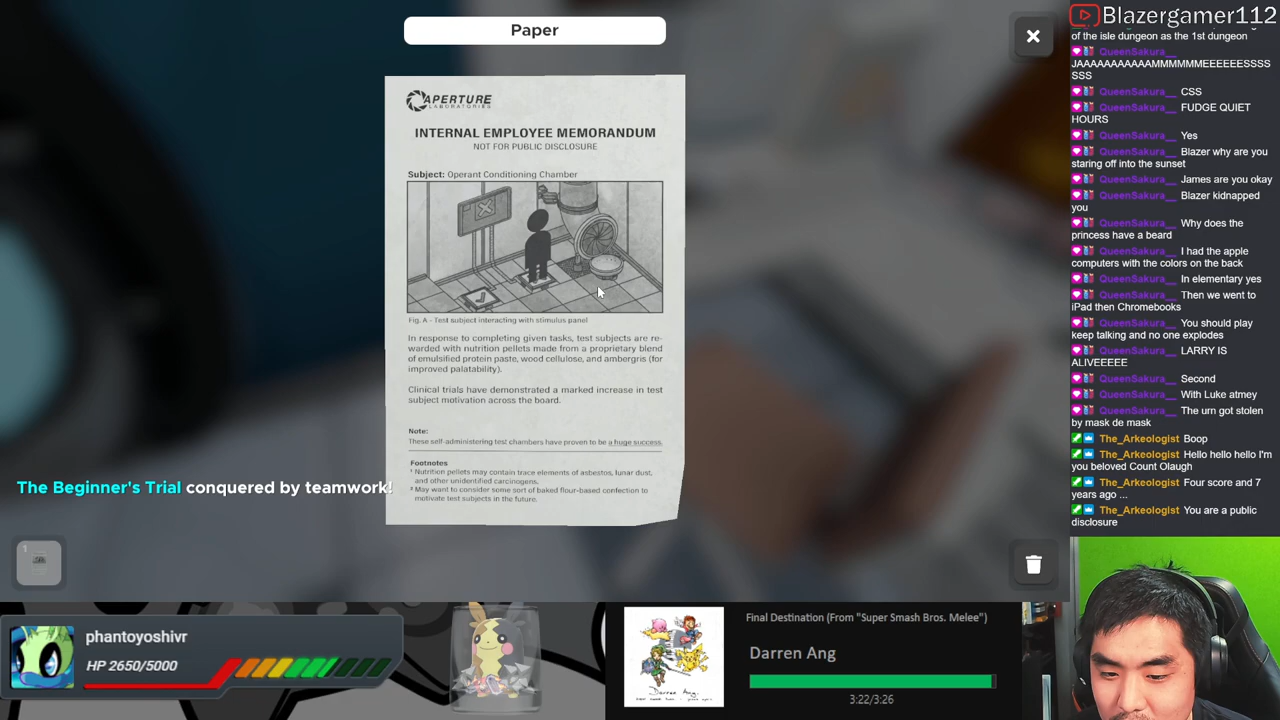 Paper
APERTURE
LABORATORIES
INTERNAL EMPLOYEE MEMORANDUM
NOT FOR PUBLIC DISCLOSURE
Subject: Operant Conditioning Chamber
Fig. A - Test subject interacting with stimulus panel
In response to completing given tasks, test subjects are re-
warded with nutrition pellets made from a proprietary blend
of emulsified protein paste, wood cellulose, and ambergris (for
improved palatability).
Clinical trials have demonstrated a marked increase in test
subject motivation across the board.
Note:
These self-administering test chambers have proven to be a huge success.
Footnotes
¹ Nutrition pellets may contain trace elements of asbestos, lunar dust,
and other unidentified carcinogens.
² May want to consider some sort of baked flour-based confection to
motivate test subjects in the future.
The Beginner's Trial conquered by teamwork!
1
phantoyoshivr
HP 2650/5000
Final Destination (From "Super Smash Bros. Melee")
Darren Ang
3:22/3:26
Darren Ang.
Blazergamer112
of the isle dungeon as the 1st dungeon
QueenSakura__
JAAAAAAAAAAAMMMMMMEEEEEESSSS
SSS
QueenSakura__ CSS
QueenSakura__ FUDGE QUIET
HOURS
QueenSakura__ Yes
QueenSakura__ Blazer why are you
staring off into the sunset
QueenSakura__ James are you okay
QueenSakura__ Blazer kidnapped
you
QueenSakura__ Why does the
princess have a beard
QueenSakura__ I had the apple
computers with the colors on the back
QueenSakura__ In elementary yes
QueenSakura__ Then we went to
iPad then Chromebooks
QueenSakura__ You should play
keep talking and no one explodes
QueenSakura__ LARRY IS
ALIVEEEEE
QueenSakura__ Second
QueenSakura__ With Luke atmey
QueenSakura__ The urn got stolen
by mask de mask
The_Arkeologist Boop
The_Arkeologist Hello hello hello I'm
you beloved Count Olaugh
The_Arkeologist Four score and 7
years ago ...
The_Arkeologist You are a public
disclosure